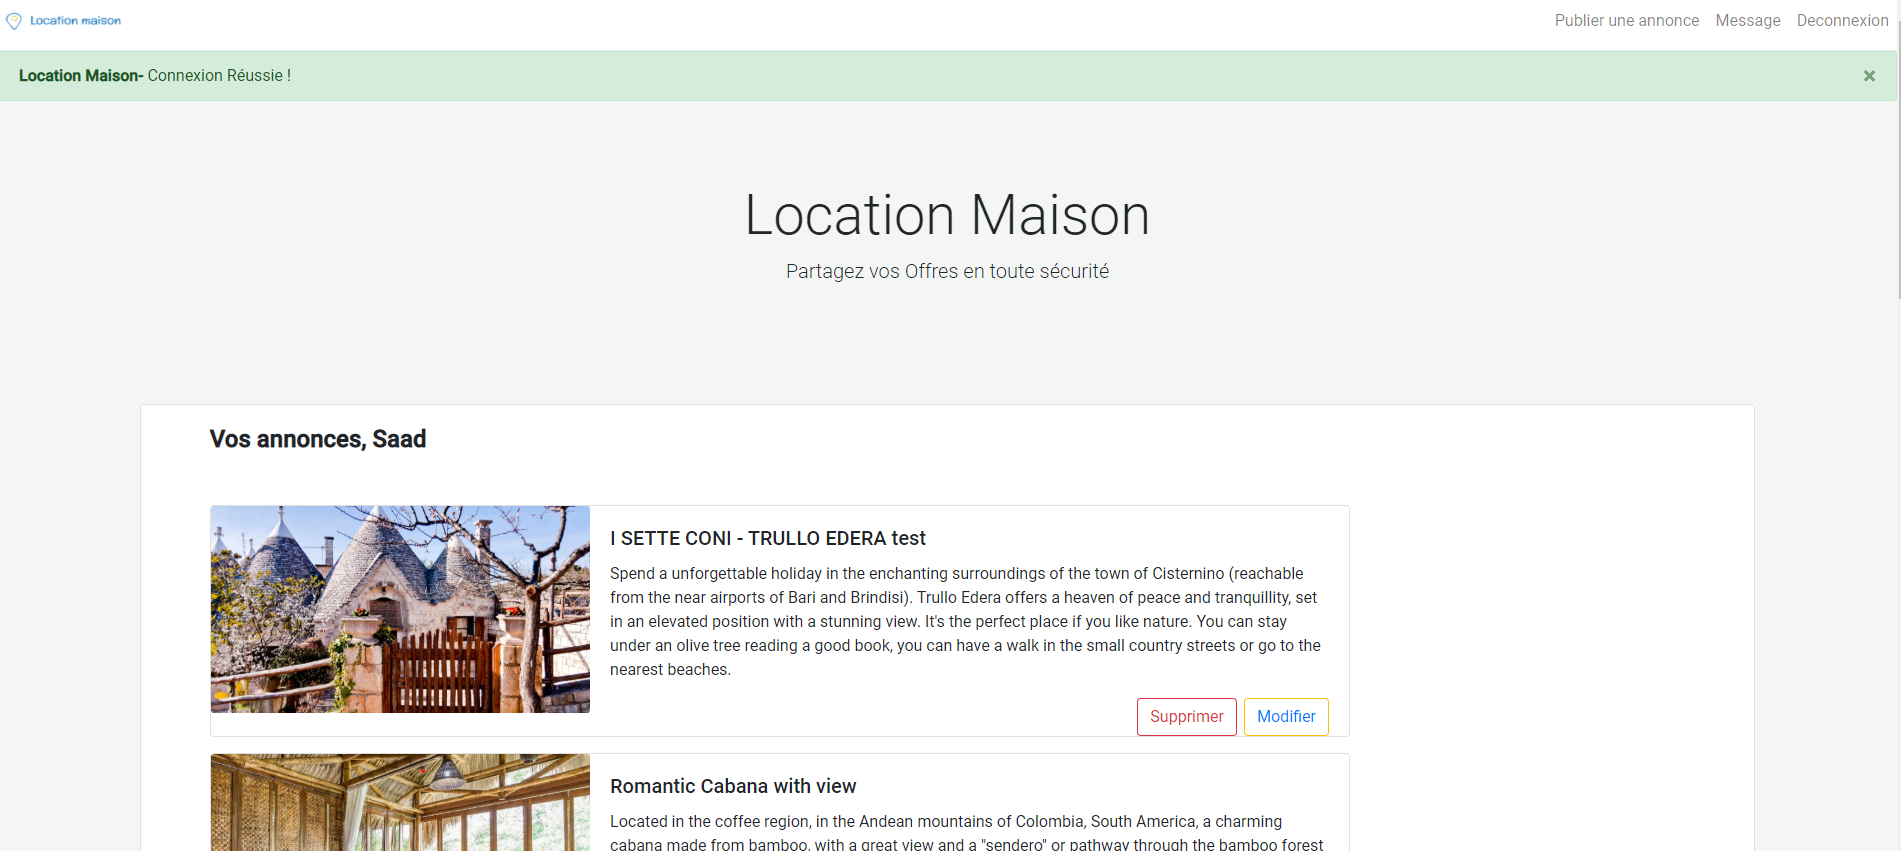 Location maison
Publier une annonce Message Deconnexion
Location Maison- Connexion Réussie !
×
Location Maison
Partagez vos Offres en toute sécurité
Vos annonces, Saad
I SETTE CONI - TRULLO EDERA test
Spend a unforgettable holiday in the enchanting surroundings of the town of Cisternino (reachable
from the near airports of Bari and Brindisi). Trullo Edera offers a heaven of peace and tranquillity, set
in an elevated position with a stunning view. It's the perfect place if you like nature. You can stay
under an olive tree reading a good book, you can have a walk in the small country streets or go to the
nearest beaches.
Supprimer Modifier
Romantic Cabana with view
Located in the coffee region, in the Andean mountains of Colombia, South America, a charming
cabana made from bamboo, with a great view and a "sendero" or pathway through the bamboo forest